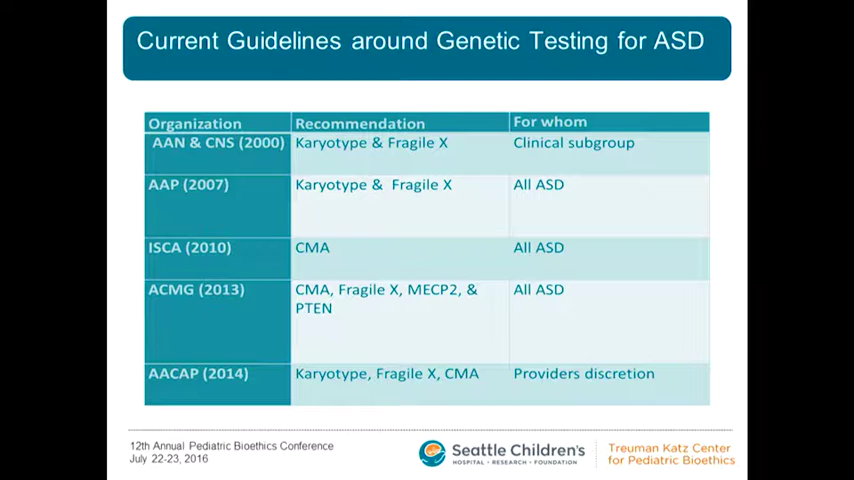 Current Guidelines around Genetic Testing for ASD
Organization Recommendation For whom
AAN & CNS (2000) Karyotype & Fragile X Clinical subgroup
AAP (2007) Karyotype & Fragile X All ASD
ISCA (2010) CMA All ASD
ACMG (2013) CMA, Fragile X, MECP2, & All ASD
PTEN
AACAP (2014) Karyotype, Fragile X, CMA Providers discretion
12th Annual Pediatric Bioethics Conference
July 22-23, 2016
Seattle Children's
HOSPITAL • RESEARCH • FOUNDATION
Treuman Katz Center
for Pediatric Bioethics